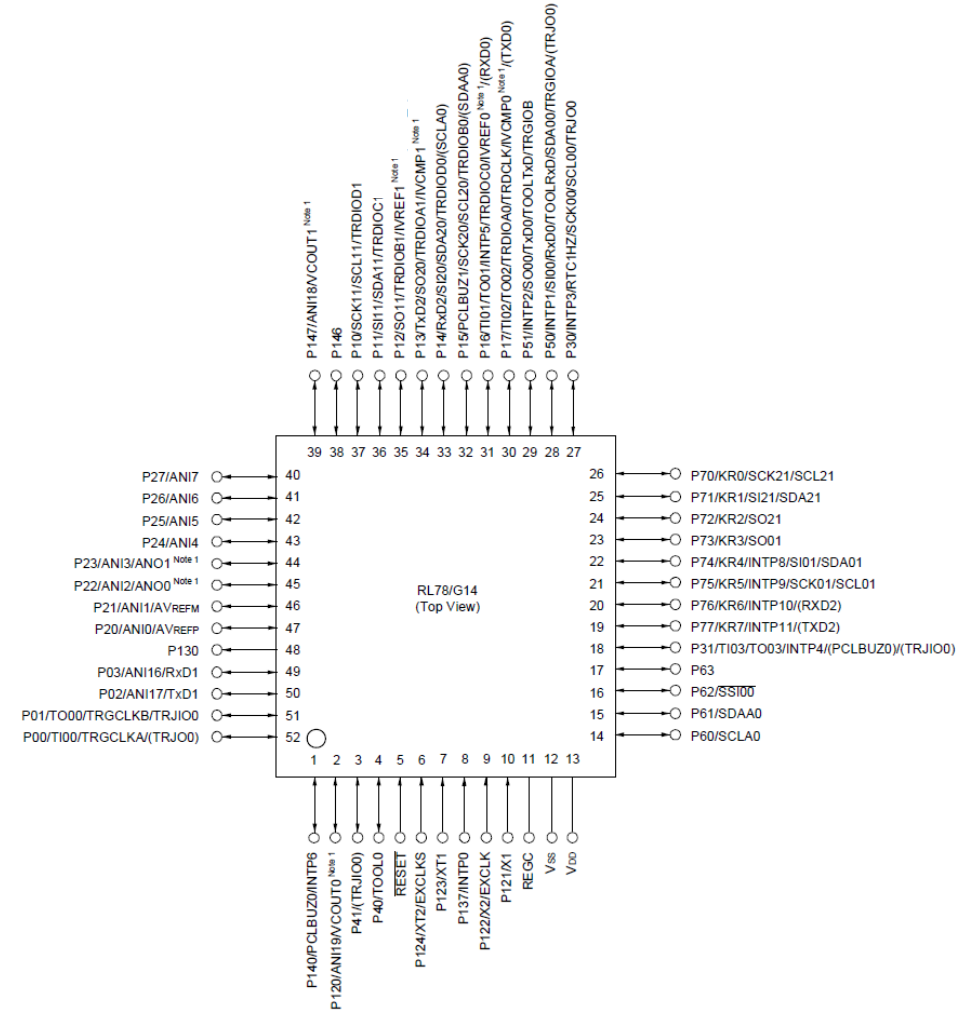 P147/ANI18/VCOUT1 Note 1
P146
P10/SCK11/SCL11/TRDIOD1
P11/SI11/SDA11/TRDIOC1
P12/SO11/TRDIOB1/IVREF1 Note 1
P13/TxD2/SO20/TRDIOA1/IVCMP1 Note 1
P14/RxD2/SI20/SDA20/TRDIOD0/(SCLA0)
P15/PCLBUZ1/SCK20/SCL20/TRDIOB0/(SDAA0)
P16/TI01/TO01/INTP5/TRDIOC0/IVREF0 Note 1/(RXD0)
P17/TI02/TO02/TRDIOA0/TRDCLK/IVCMP0 Note 1/(TXD0)
P51/INTP2/SO00/TxD0/TOOLTxD/TRGIOB
P50/INTP1/SI00/RxD0/TOOLRxD/SDA00/TRGIOA/(TRJO0)
P30/INTP3/RTC1HZ/SCK00/SCL00/TRJO0
39 38 37 36 35 34 33 32 31 30 29 28 27
P27/ANI7 40
P26/ANI6 41
P25/ANI5 42
P24/ANI4 43
P23/ANI3/ANO1 Note 1 44
P22/ANI2/ANO0 Note 1 45
P21/ANI1/AVREFM 46
P20/ANI0/AVREFP 47
P130 48
P03/ANI16/RxD1 49
P02/ANI17/TxD1 50
P01/TO00/TRGCLKB/TRJIO0 51
P00/TI00/TRGCLKA/(TRJO0) 52
RL78/G14
(Top View)
26 P70/KR0/SCK21/SCL21
25 P71/KR1/SI21/SDA21
24 P72/KR2/SO21
23 P73/KR3/SO01
22 P74/KR4/INTP8/SI01/SDA01
21 P75/KR5/INTP9/SCK01/SCL01
20 P76/KR6/INTP10/(RXD2)
19 P77/KR7/INTP11/(TXD2)
18 P31/TI03/TO03/INTP4/(PCLBUZ0)/(TRJIO0)
17 P63
16 P62/SSI00
15 P61/SDAA0
14 P60/SCLA0
1 2 3 4 5 6 7 8 9 10 11 12 13
P140/PCLBUZ0/INTP6
P120/ANI19/VCOUT0 Note 1
P41/(TRJIO0)
P40/TOOL0
RESET
P124/XT2/EXCLKS
P123/XT1
P137/INTP0
P122/X2/EXCLK
P121/X1
REGC
VSS
VDD